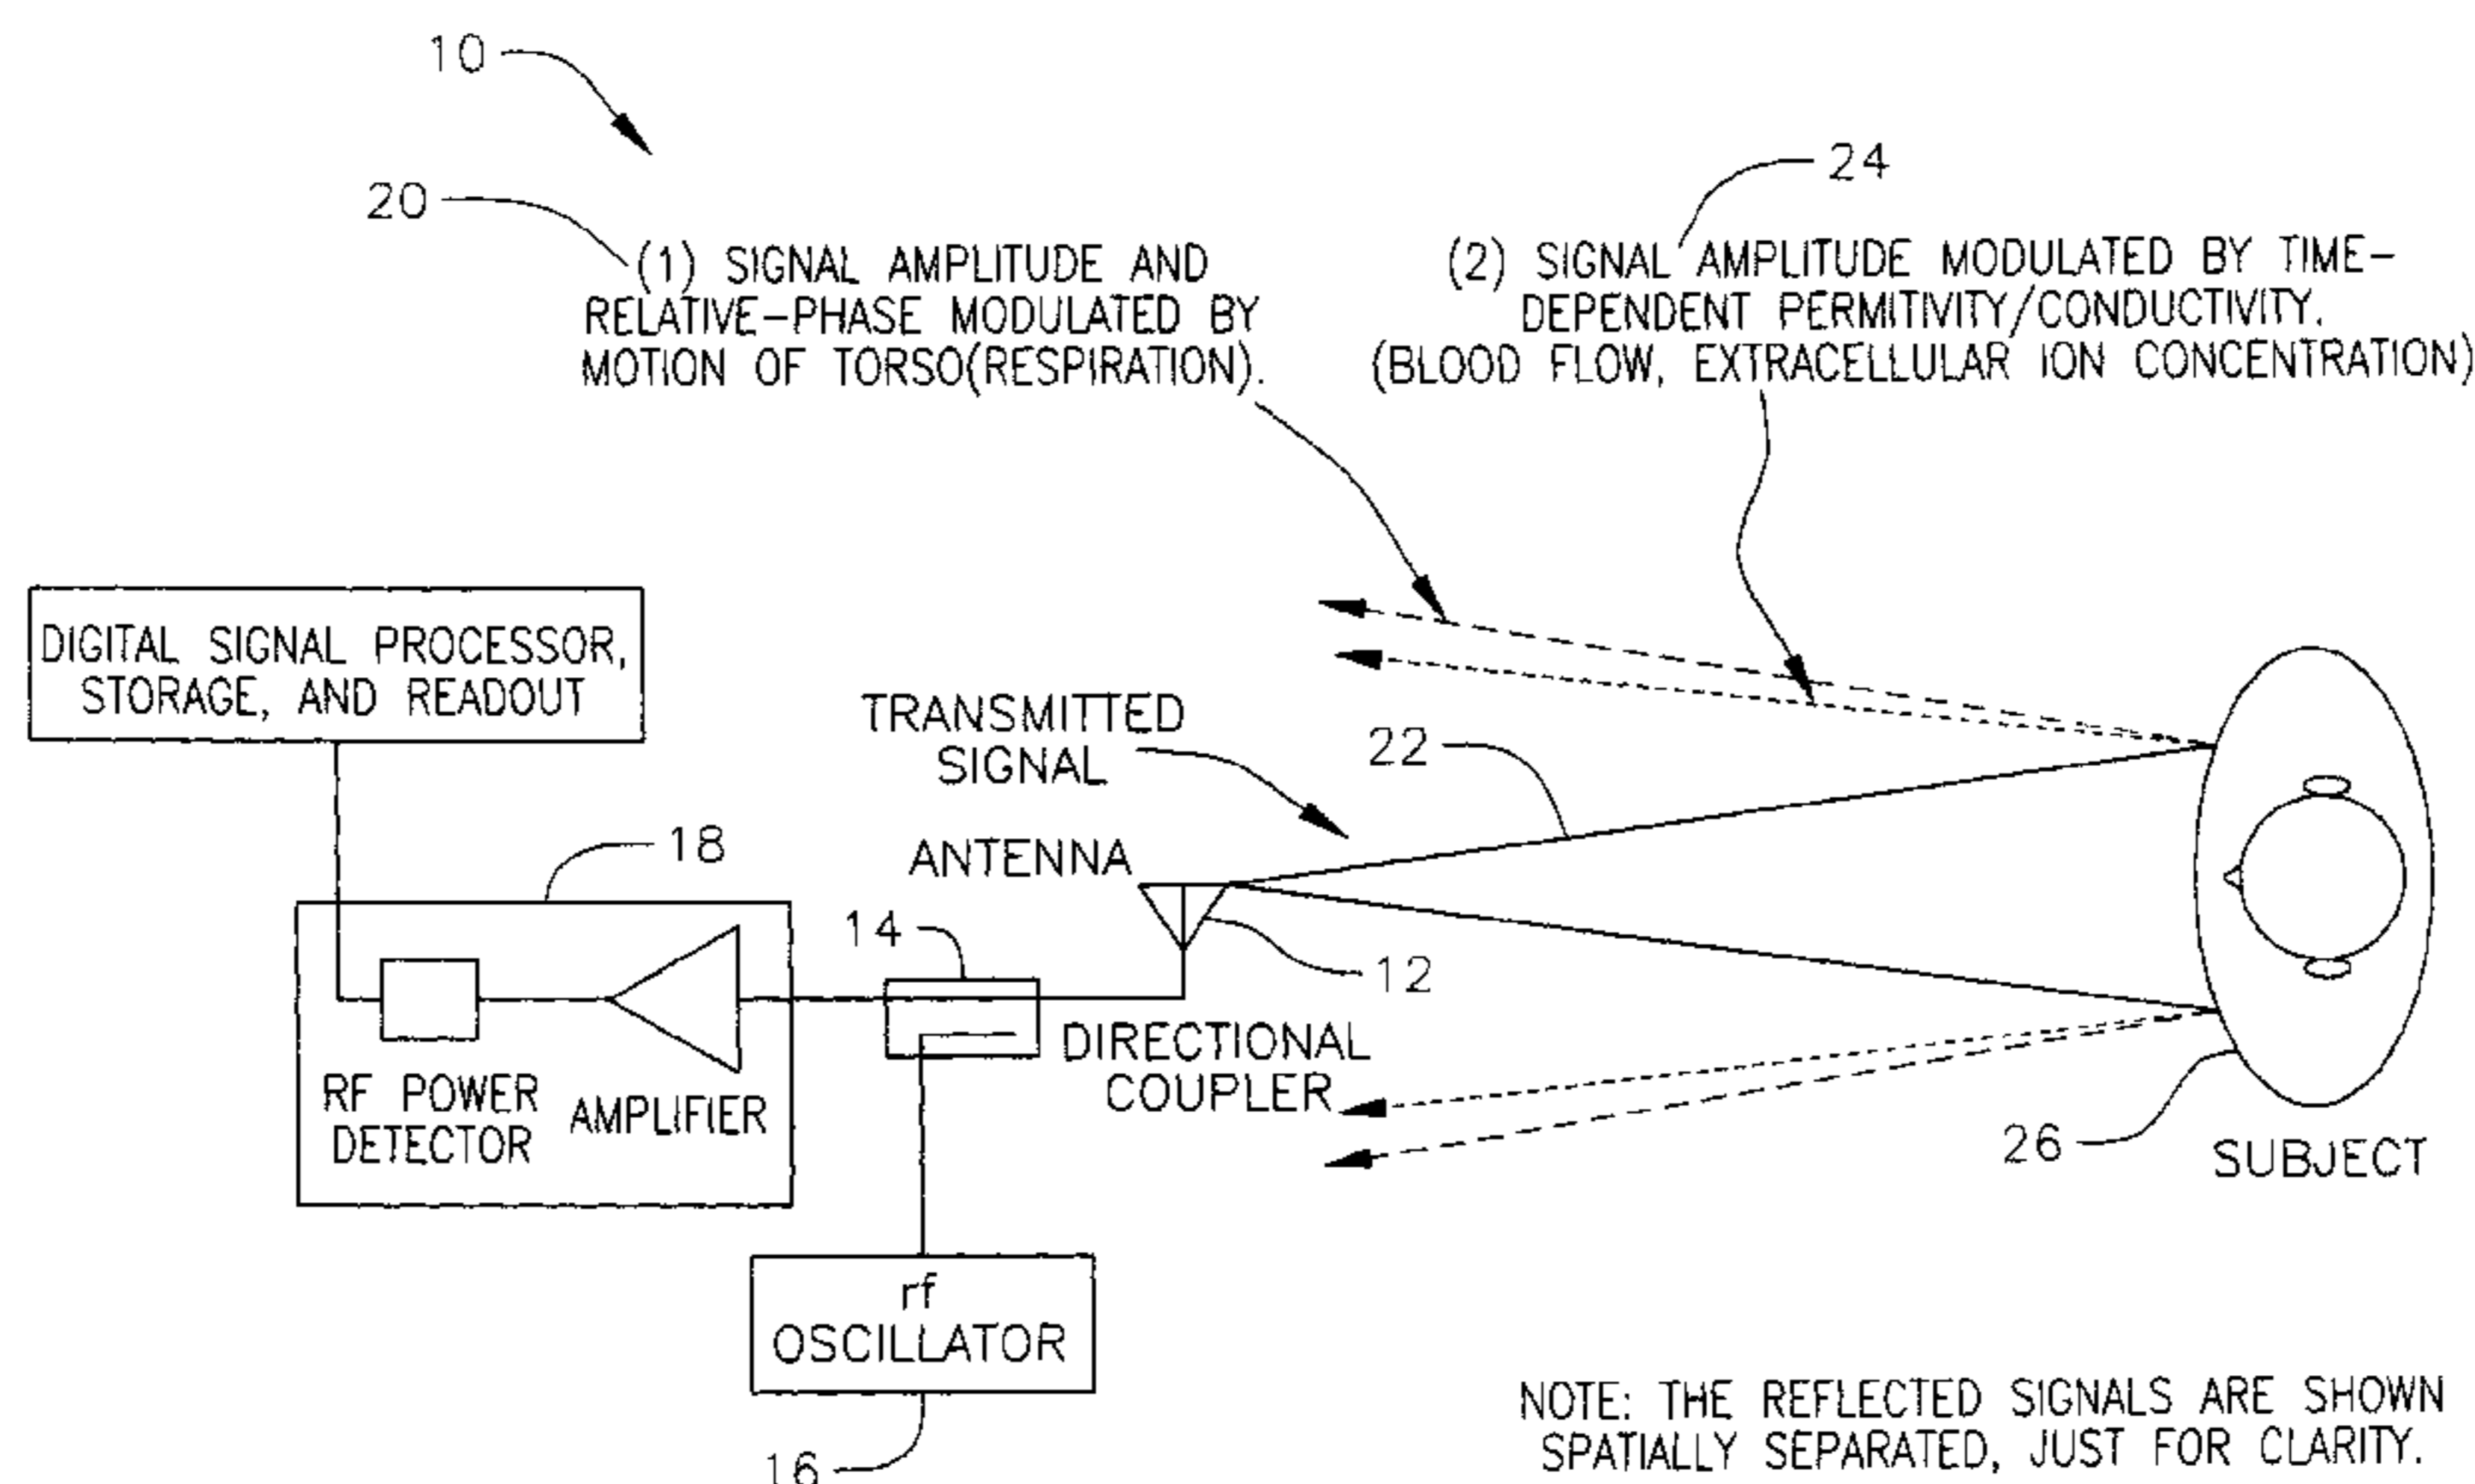 10
20
24
(1) SIGNAL AMPLITUDE AND
RELATIVE-PHASE MODULATED BY
MOTION OF TORSO(RESPIRATION).
(2) SIGNAL AMPLITUDE MODULATED BY TIME-
DEPENDENT PERMITIVITY/CONDUCTIVITY.
(BLOOD FLOW, EXTRACELLULAR ION CONCENTRATION)
DIGITAL SIGNAL PROCESSOR,
STORAGE, AND READOUT
TRANSMITTED
SIGNAL
22
18
ANTENNA
14
12
DIRECTIONAL
COUPLER
RF POWER
DETECTOR
AMPLIFIER
26
SUBJECT
rf
OSCILLATOR
16
NOTE: THE REFLECTED SIGNALS ARE SHOWN
SPATIALLY SEPARATED, JUST FOR CLARITY.